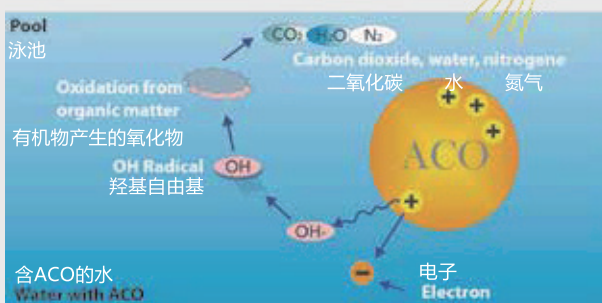 Pool
泳池
CO₂ H₂O N₂
Carbon dioxide, water, nitrogene
二氧化碳 水 氮气
Oxidation from
organic matter
有机物产生的氧化物
OH Radical
羟基自由基
OH
ACO
+
+
+
+
OH-
−
电子
Electron
含ACO的水
Water with ACO